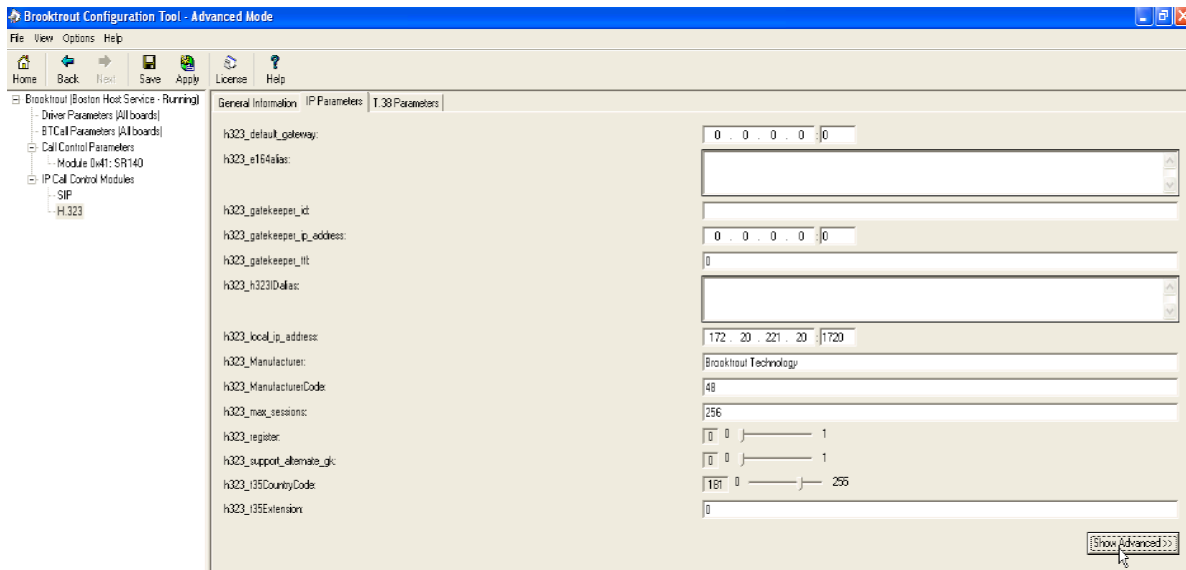 Brooktrout Configuration Tool - Advanced Mode
File View Options Help
Home Back Next Save Apply License Help
Brooktrout (Boston Host Service - Running)
Driver Parameters (All boards)
BTCall Parameters (All boards)
Call Control Parameters
Module 0x41: SR140
IP Call Control Modules
SIP
H.323
General Information IP Parameters T.38 Parameters
h323_default_gateway: 0 . 0 . 0 . 0 :0
h323_e164alias:
h323_gatekeeper_id:
h323_gatekeeper_ip_address: 0 . 0 . 0 . 0 :0
h323_gatekeeper_ttl: 0
h323_h323IDalias:
h323_local_ip_address: 172 . 20 . 221 . 20 :1720
h323_Manufacturer: Brooktrout Technology
h323_ManufacturerCode: 48
h323_max_sessions: 256
h323_register: 0 0 1
h323_support_alternate_gk: 0 0 1
h323_t35CountryCode: 181 0 255
h323_t35Extension: 0
Show Advanced >>